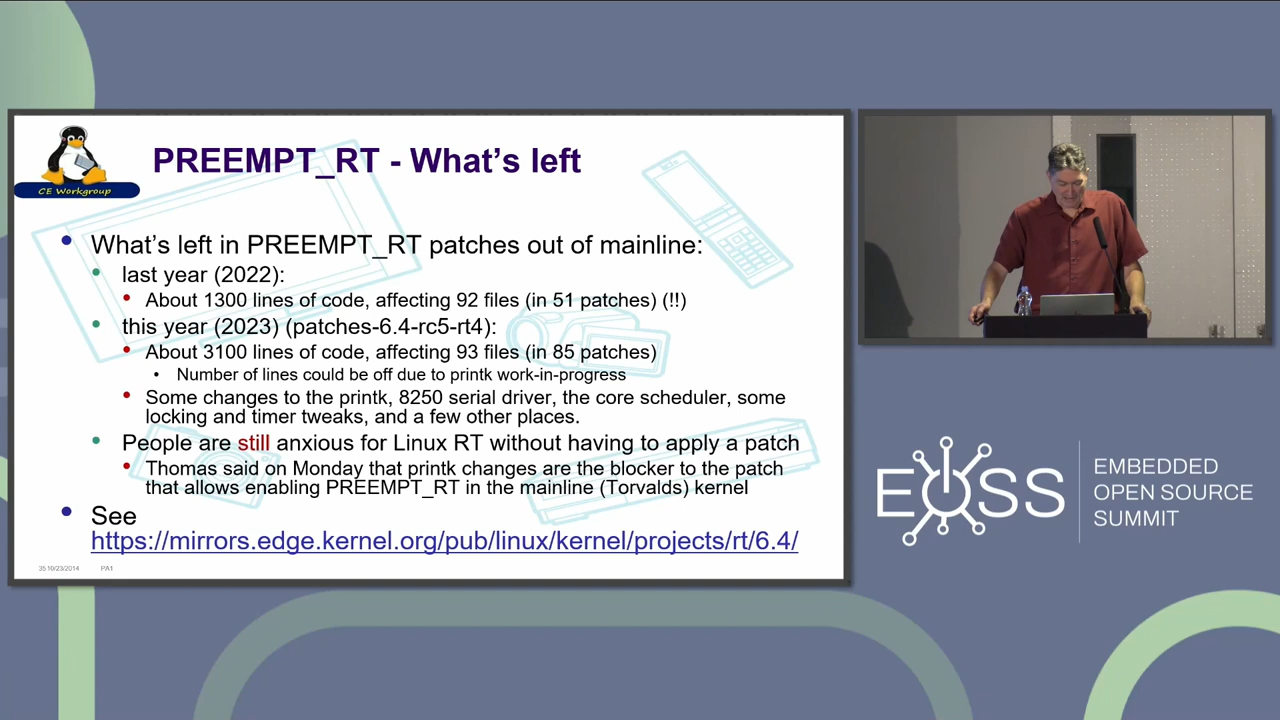 CE Workgroup
PREEMPT_RT - What's left
• What's left in PREEMPT_RT patches out of mainline:
• last year (2022):
• About 1300 lines of code, affecting 92 files (in 51 patches) (!!)
• this year (2023) (patches-6.4-rc5-rt4):
• About 3100 lines of code, affecting 93 files (in 85 patches)
• Number of lines could be off due to printk work-in-progress
• Some changes to the printk, 8250 serial driver, the core scheduler, some
locking and timer tweaks, and a few other places.
• People are still anxious for Linux RT without having to apply a patch
• Thomas said on Monday that printk changes are the blocker to the patch
that allows enabling PREEMPT_RT in the mainline (Torvalds) kernel
• See
https://mirrors.edge.kernel.org/pub/linux/kernel/projects/rt/6.4/
35 10/23/2014 PA1
EOSS
EMBEDDED
OPEN SOURCE
SUMMIT